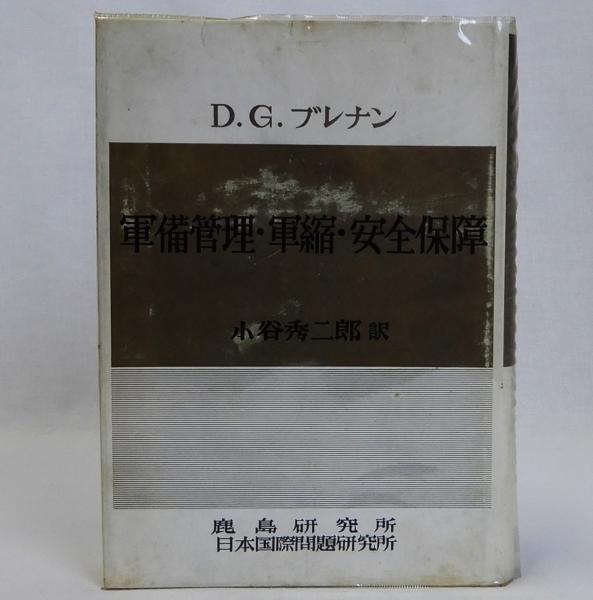 D.G.ブレナン
軍備管理・軍縮・安全保障
小谷秀二郎 訳
鹿島研究所
日本国際問題研究所